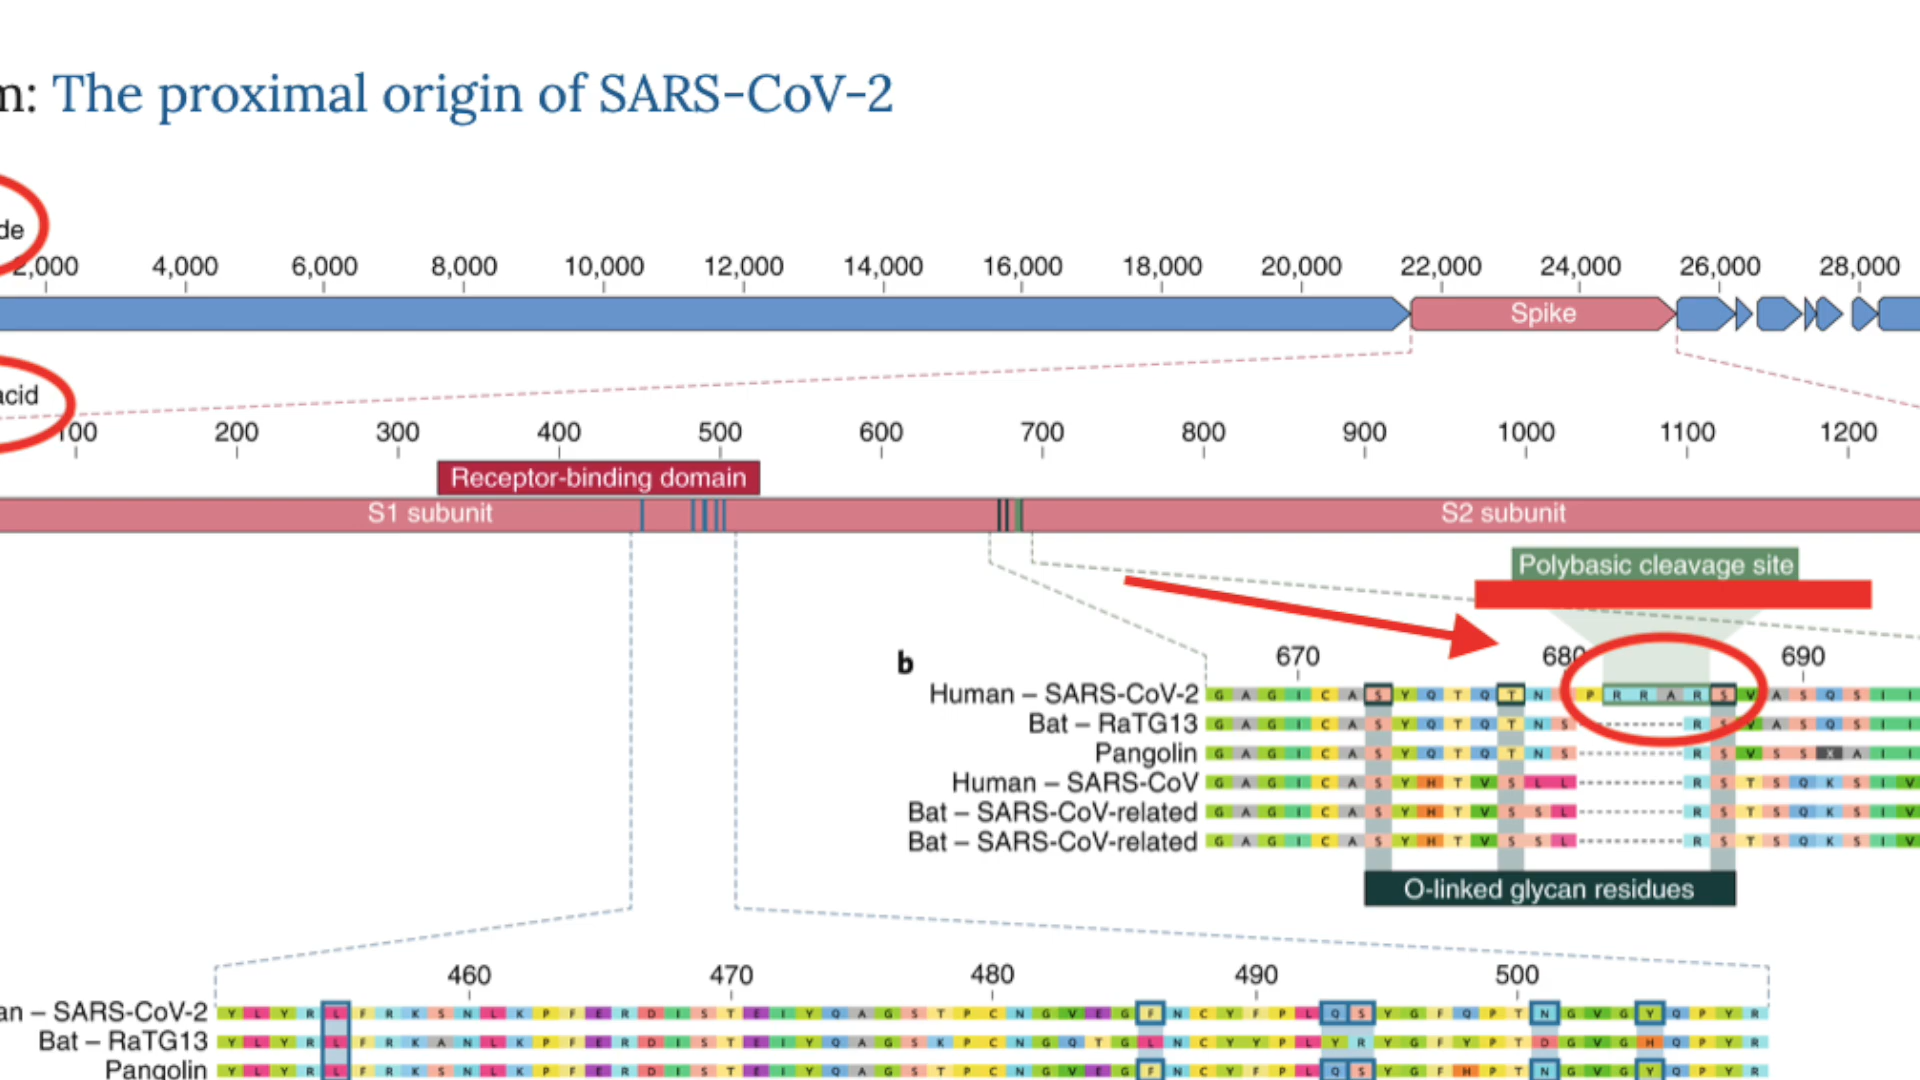 m: The proximal origin of SARS-CoV-2
de
2,000 4,000 6,000 8,000 10,000 12,000 14,000 16,000 18,000 20,000 22,000 24,000 26,000 28,000
Spike
acid
100 200 300 400 500 600 700 800 900 1000 1100 1200
Receptor-binding domain
S1 subunit S2 subunit
Polybasic cleavage site
b 670 680 690
Human – SARS-CoV-2 G A G I C A S Y Q T Q T N P R R A R S V A S Q S I I
Bat – RaTG13 G A G I C A S Y Q T Q T N S R S V A S Q S I I
Pangolin G A G I C A S Y Q T Q T N S R S V S S X A I I
Human – SARS-CoV G A G I C A S Y H T V S L L R S T S Q K S I V
Bat – SARS-CoV-related G A G I C A S Y H T V S S L R S T S Q K S I V
Bat – SARS-CoV-related G A G I C A S Y H T V S S L R S T S Q K S I V
O-linked glycan residues
460 470 480 490 500
an – SARS-CoV-2 Y L Y R L F R K S N L K P F E R D I S T E I Y Q A G S T P C N G V E G F N C Y F P L Q S Y G F Q P T N G V G Y Q P Y R
Bat – RaTG13 Y L Y R L F R K A N L K P F E R D I S T E I Y Q A G S K P C N G Q T G L N C Y Y P L Y R Y G F Y P T D G V G H Q P Y R
Pangolin Y L Y R L F R K S N L K P F E R D I S T E I Y Q A G S T P C N G V E G F N C Y F P L Q S Y G F H P T N G V G Y Q P Y R